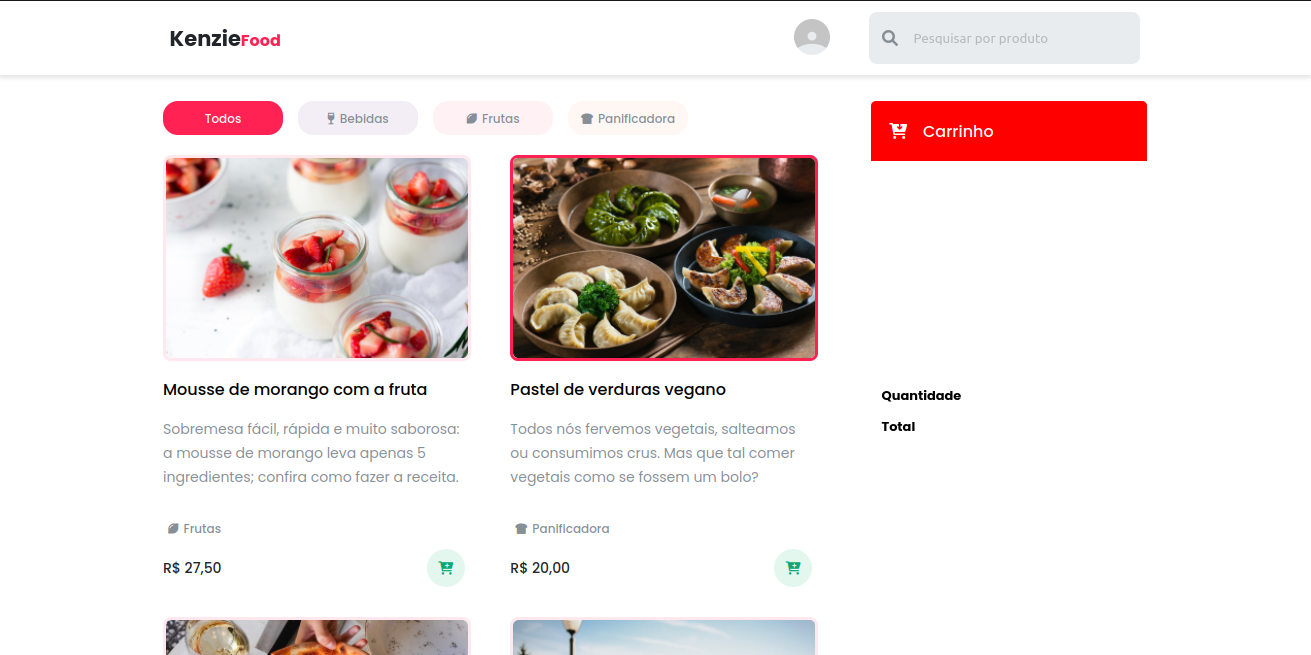 KenzieFood
Pesquisar por produto
Todos
Bebidas
Frutas
Panificadora
Carrinho
Mousse de morango com a fruta
Sobremesa fácil, rápida e muito saborosa:
a mousse de morango leva apenas 5
ingredientes; confira como fazer a receita.
Frutas
R$ 27,50
Pastel de verduras vegano
Todos nós fervemos vegetais, salteamos
ou consumimos crus. Mas que tal comer
vegetais como se fossem um bolo?
Panificadora
R$ 20,00
Quantidade
Total